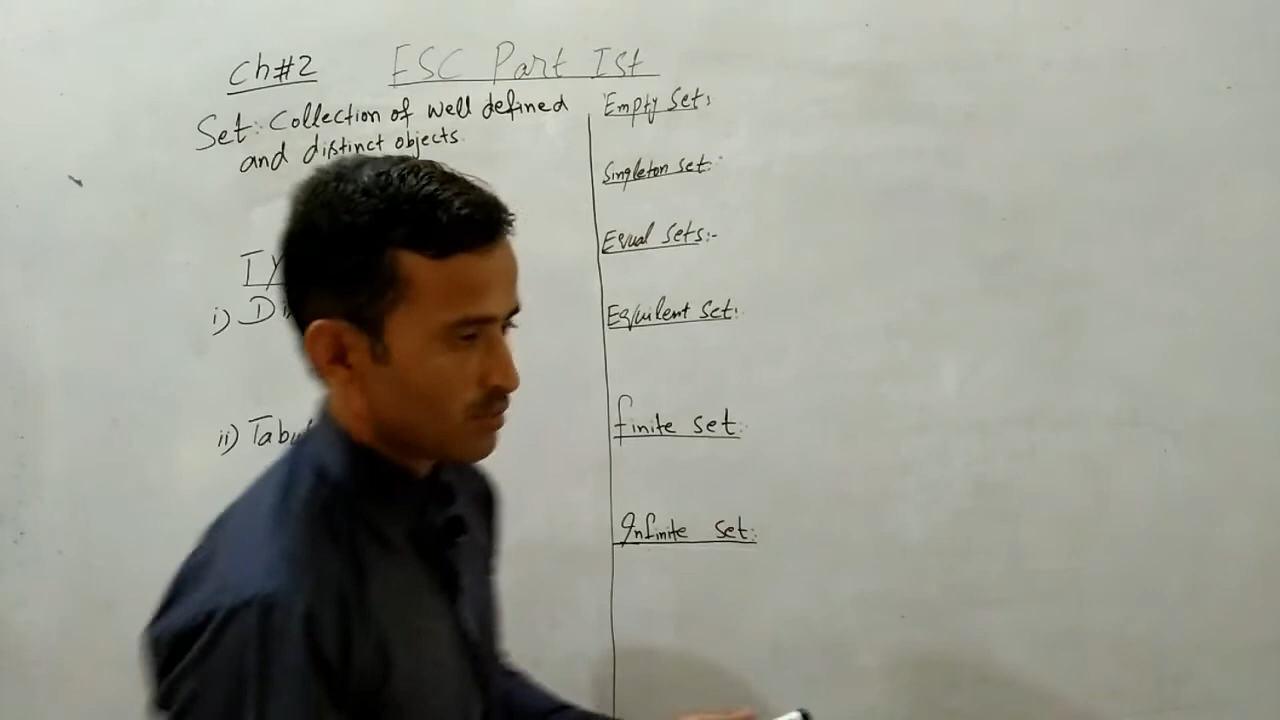 Ch#2 FSC Part Ist
Set: Collection of well defined
and distinct objects.
i)
ii)
Empty Set:
Singleton set:
Equal Sets:-
Equilent Set:
finite set:
Infinite set: